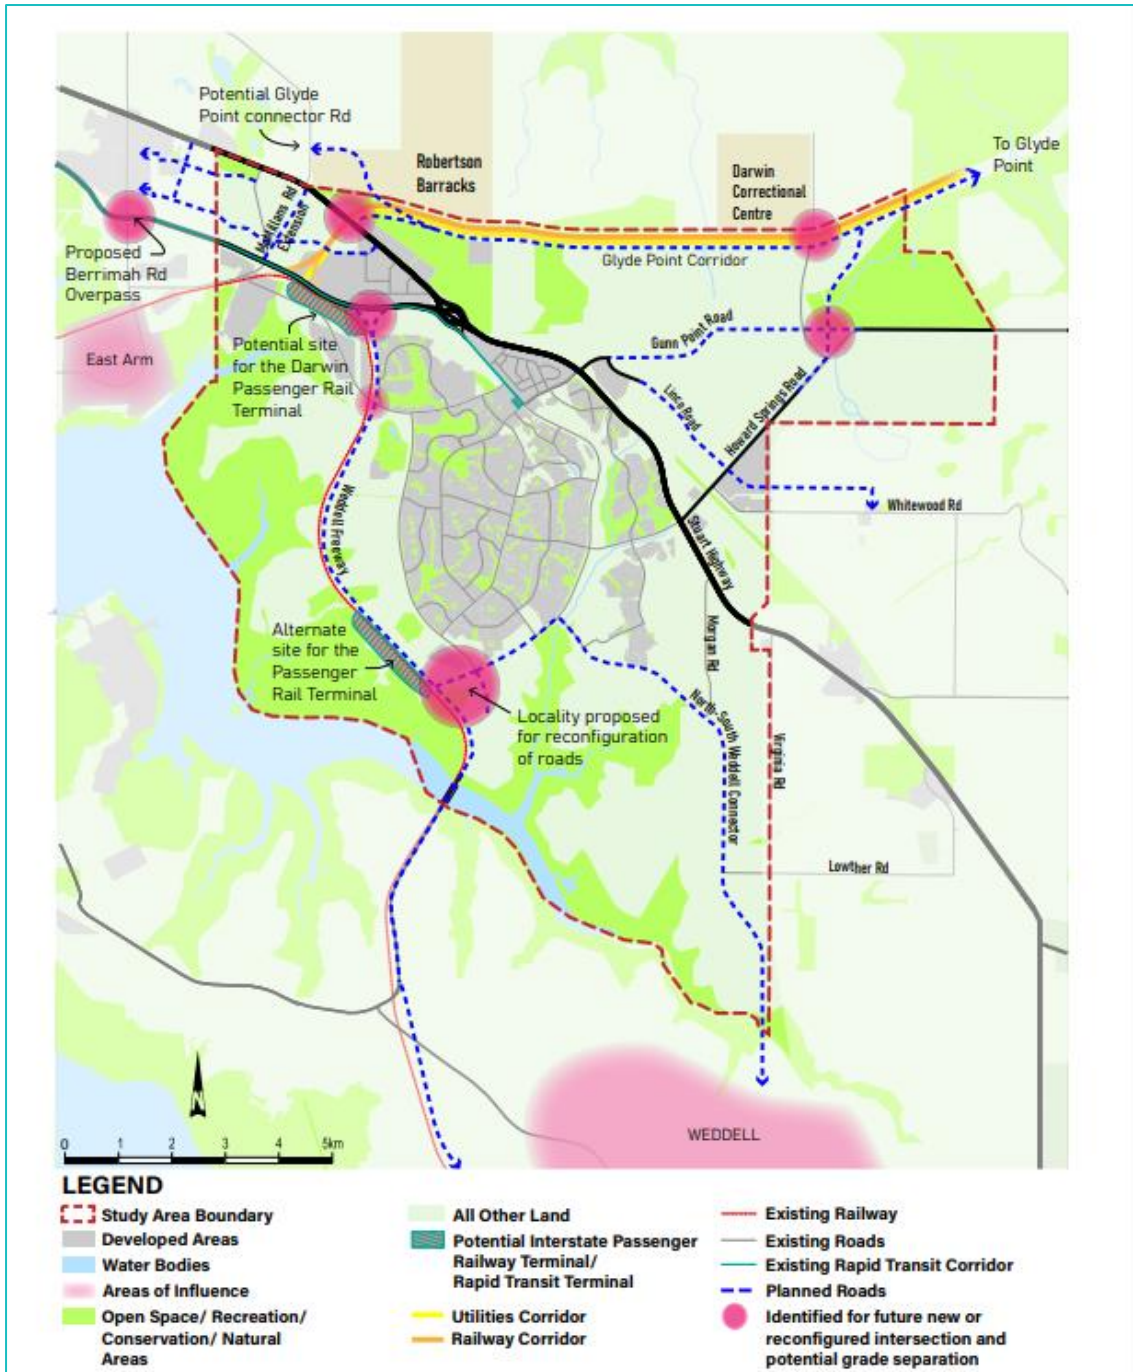 Potential Glyde
Point connector Rd
Robertson
Barracks
Darwin
Correctional
Centre
To Glyde
Point
McMillans Rd
Extension
Proposed
Berrimah Rd
Overpass
Glyde Point Corridor
East Arm
Potential site
for the Darwin
Passenger Rail
Terminal
Gunn Point Road
Linco Road
Howard Springs Road
Whitewood Rd
Weddell Freeway
Stuart Highway
Morgan Rd
Alternate
site for the
Passenger
Rail Terminal
Locality proposed
for reconfiguration
of roads
North-South Weddell Connector
Virginia Rd
Lowther Rd
WEDDELL
N
0 1 2 3 4 5km
LEGEND
Study Area Boundary
Developed Areas
Water Bodies
Areas of Influence
Open Space/ Recreation/
Conservation/ Natural
Areas
All Other Land
Potential Interstate Passenger
Railway Terminal/
Rapid Transit Terminal
Utilities Corridor
Railway Corridor
Existing Railway
Existing Roads
Existing Rapid Transit Corridor
Planned Roads
Identified for future new or
reconfigured intersection and
potential grade separation